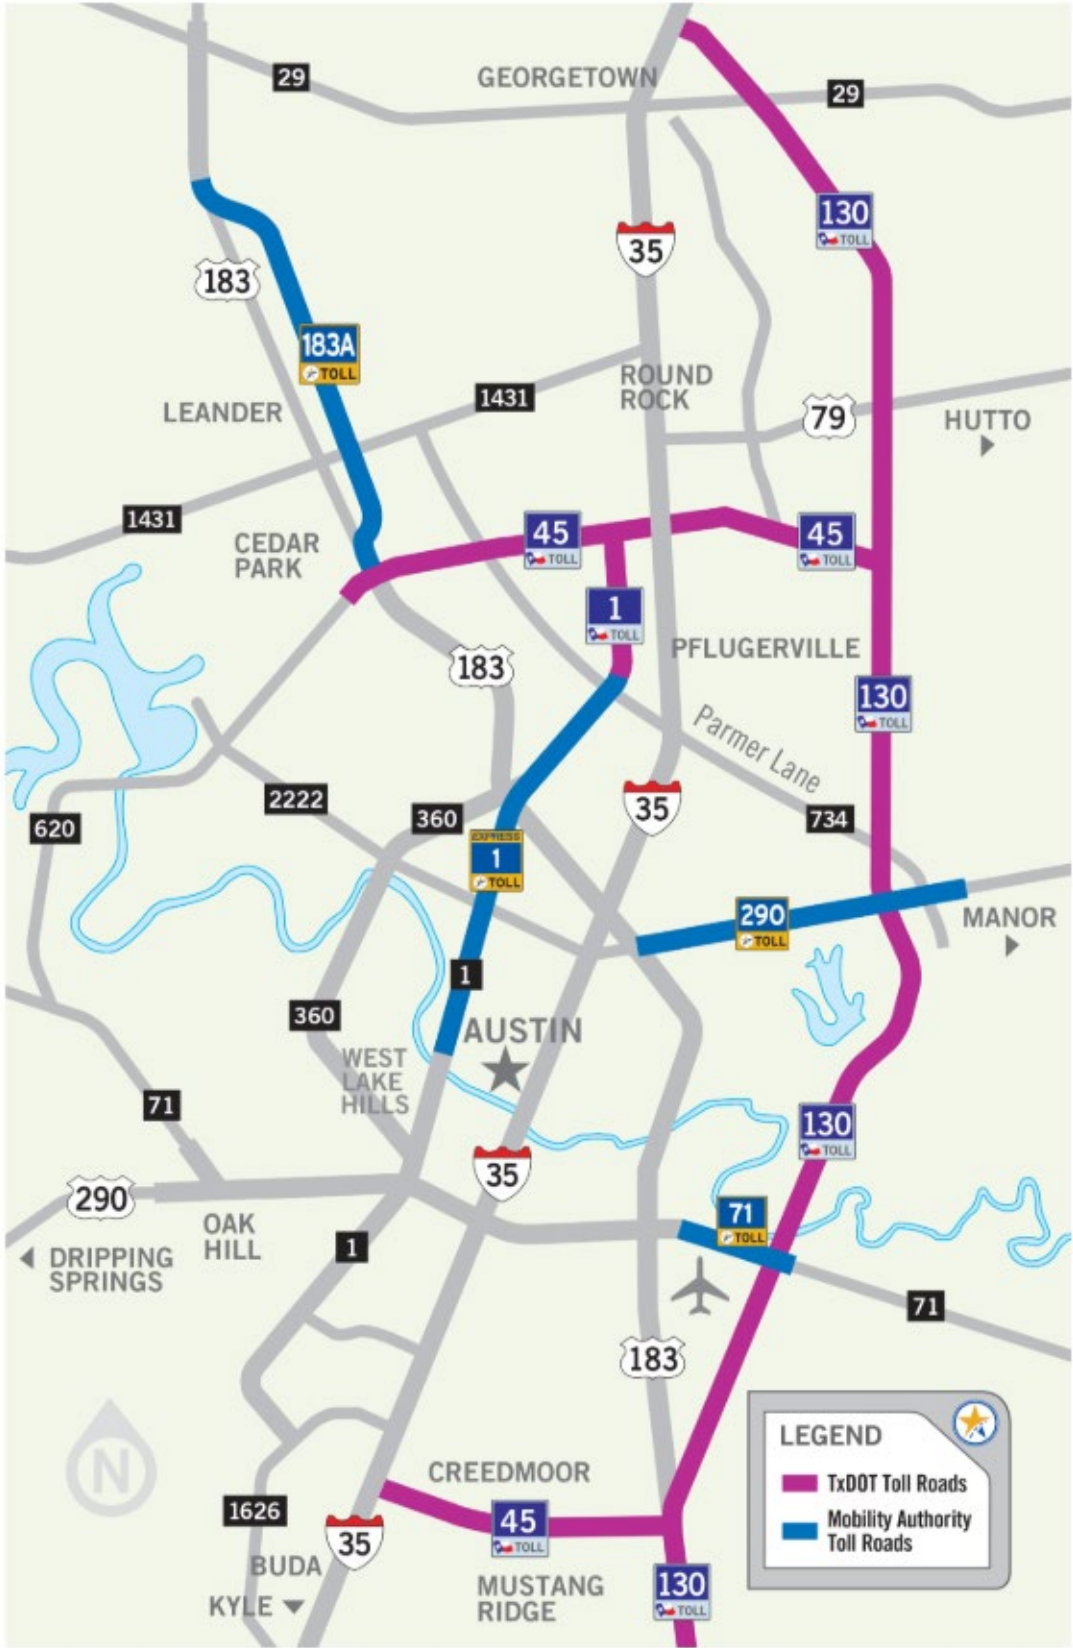 29
GEORGETOWN
29
130
TOLL
35
183
183A
TOLL
ROUND
ROCK
1431
LEANDER
79
HUTTO
1431
CEDAR
PARK
45
TOLL
45
TOLL
1
TOLL
PFLUGERVILLE
183
130
TOLL
Parmer Lane
2222
360
35
734
620
EXPRESS
1
TOLL
290
TOLL
MANOR
1
360
AUSTIN
WEST
LAKE
HILLS
71
130
TOLL
35
290
71
TOLL
OAK
HILL
1
DRIPPING
SPRINGS
71
183
LEGEND
TxDOT Toll Roads
Mobility Authority
Toll Roads
N
CREEDMOOR
1626
45
TOLL
35
BUDA
KYLE
MUSTANG
RIDGE
130
TOLL